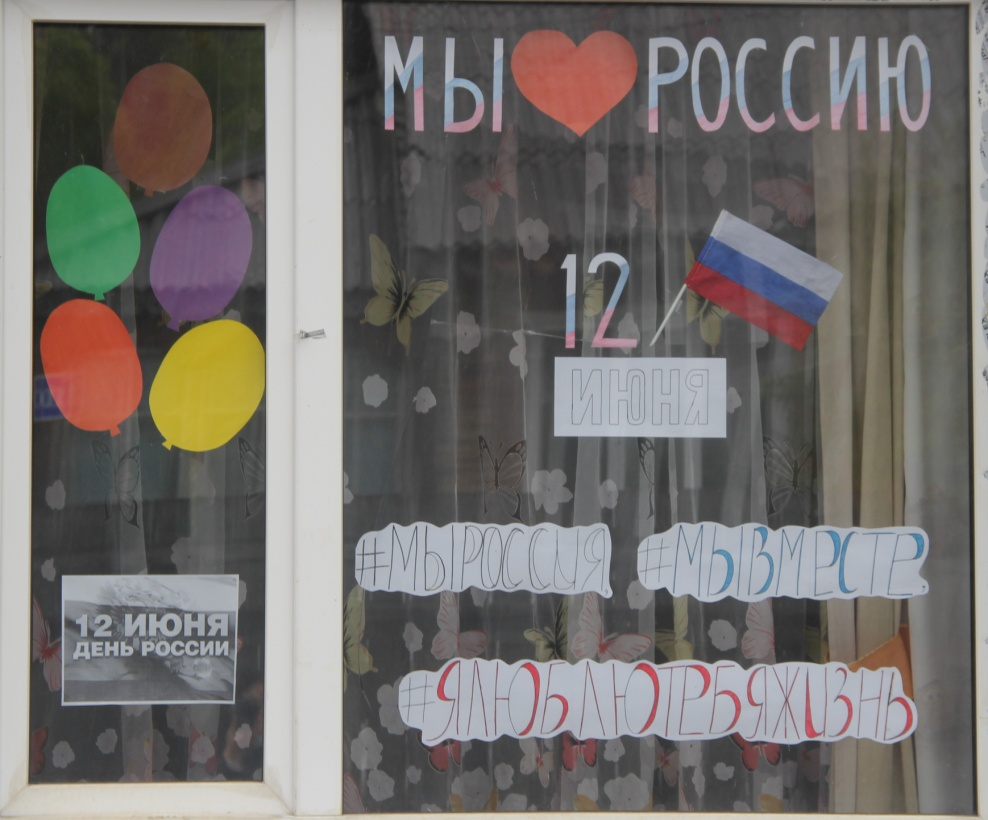 МЫ ❤ РОССИЮ
12
ИЮНЯ
#МЫРОССИЯ
#МЫВМЕСТЕ
#ЯЛЮБЛЮТЕБЯЖИЗНЬ
12 ИЮНЯ
ДЕНЬ РОССИИ